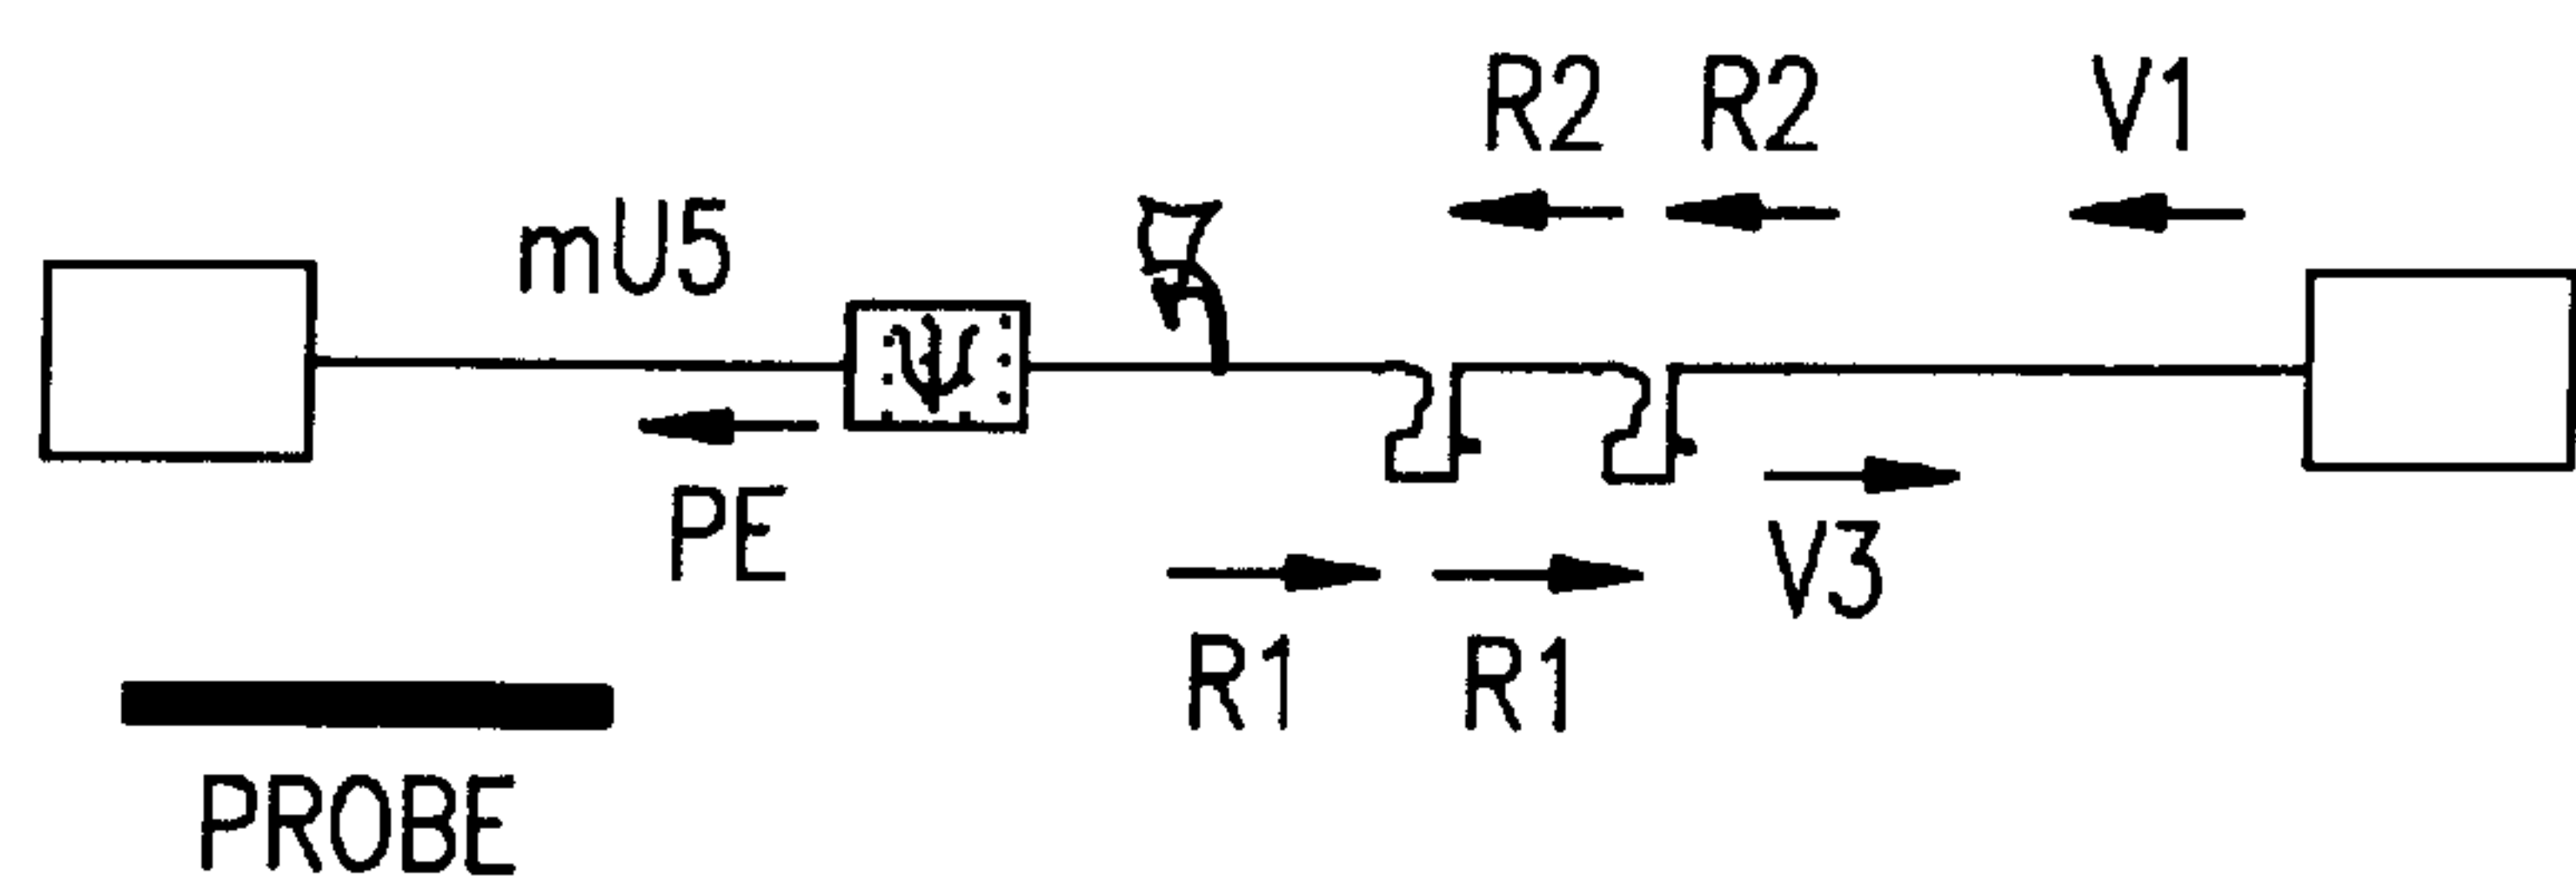 R2 R2 V1
mU5
Ψ
PE
V3
R1 R1
PROBE